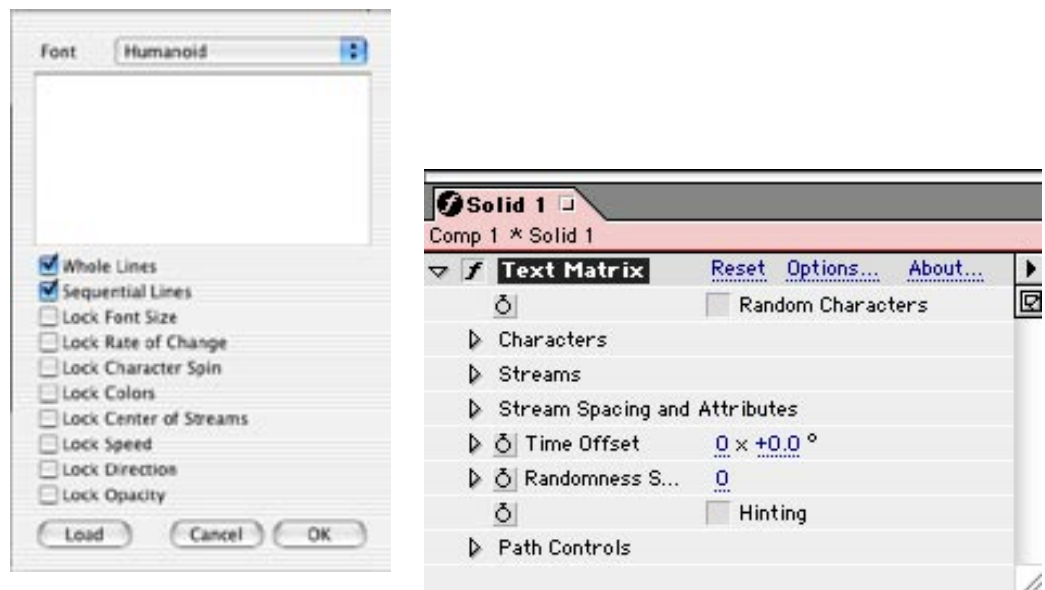 Font Humanoid
Whole Lines
Sequential Lines
Lock Font Size
Lock Rate of Change
Lock Character Spin
Lock Colors
Lock Center of Streams
Lock Speed
Lock Direction
Lock Opacity
Load Cancel OK
Solid 1
Comp 1 * Solid 1
f Text Matrix Reset Options... About...
Random Characters
Characters
Streams
Stream Spacing and Attributes
Time Offset 0 x +0.0 °
Randomness S... 0
Hinting
Path Controls